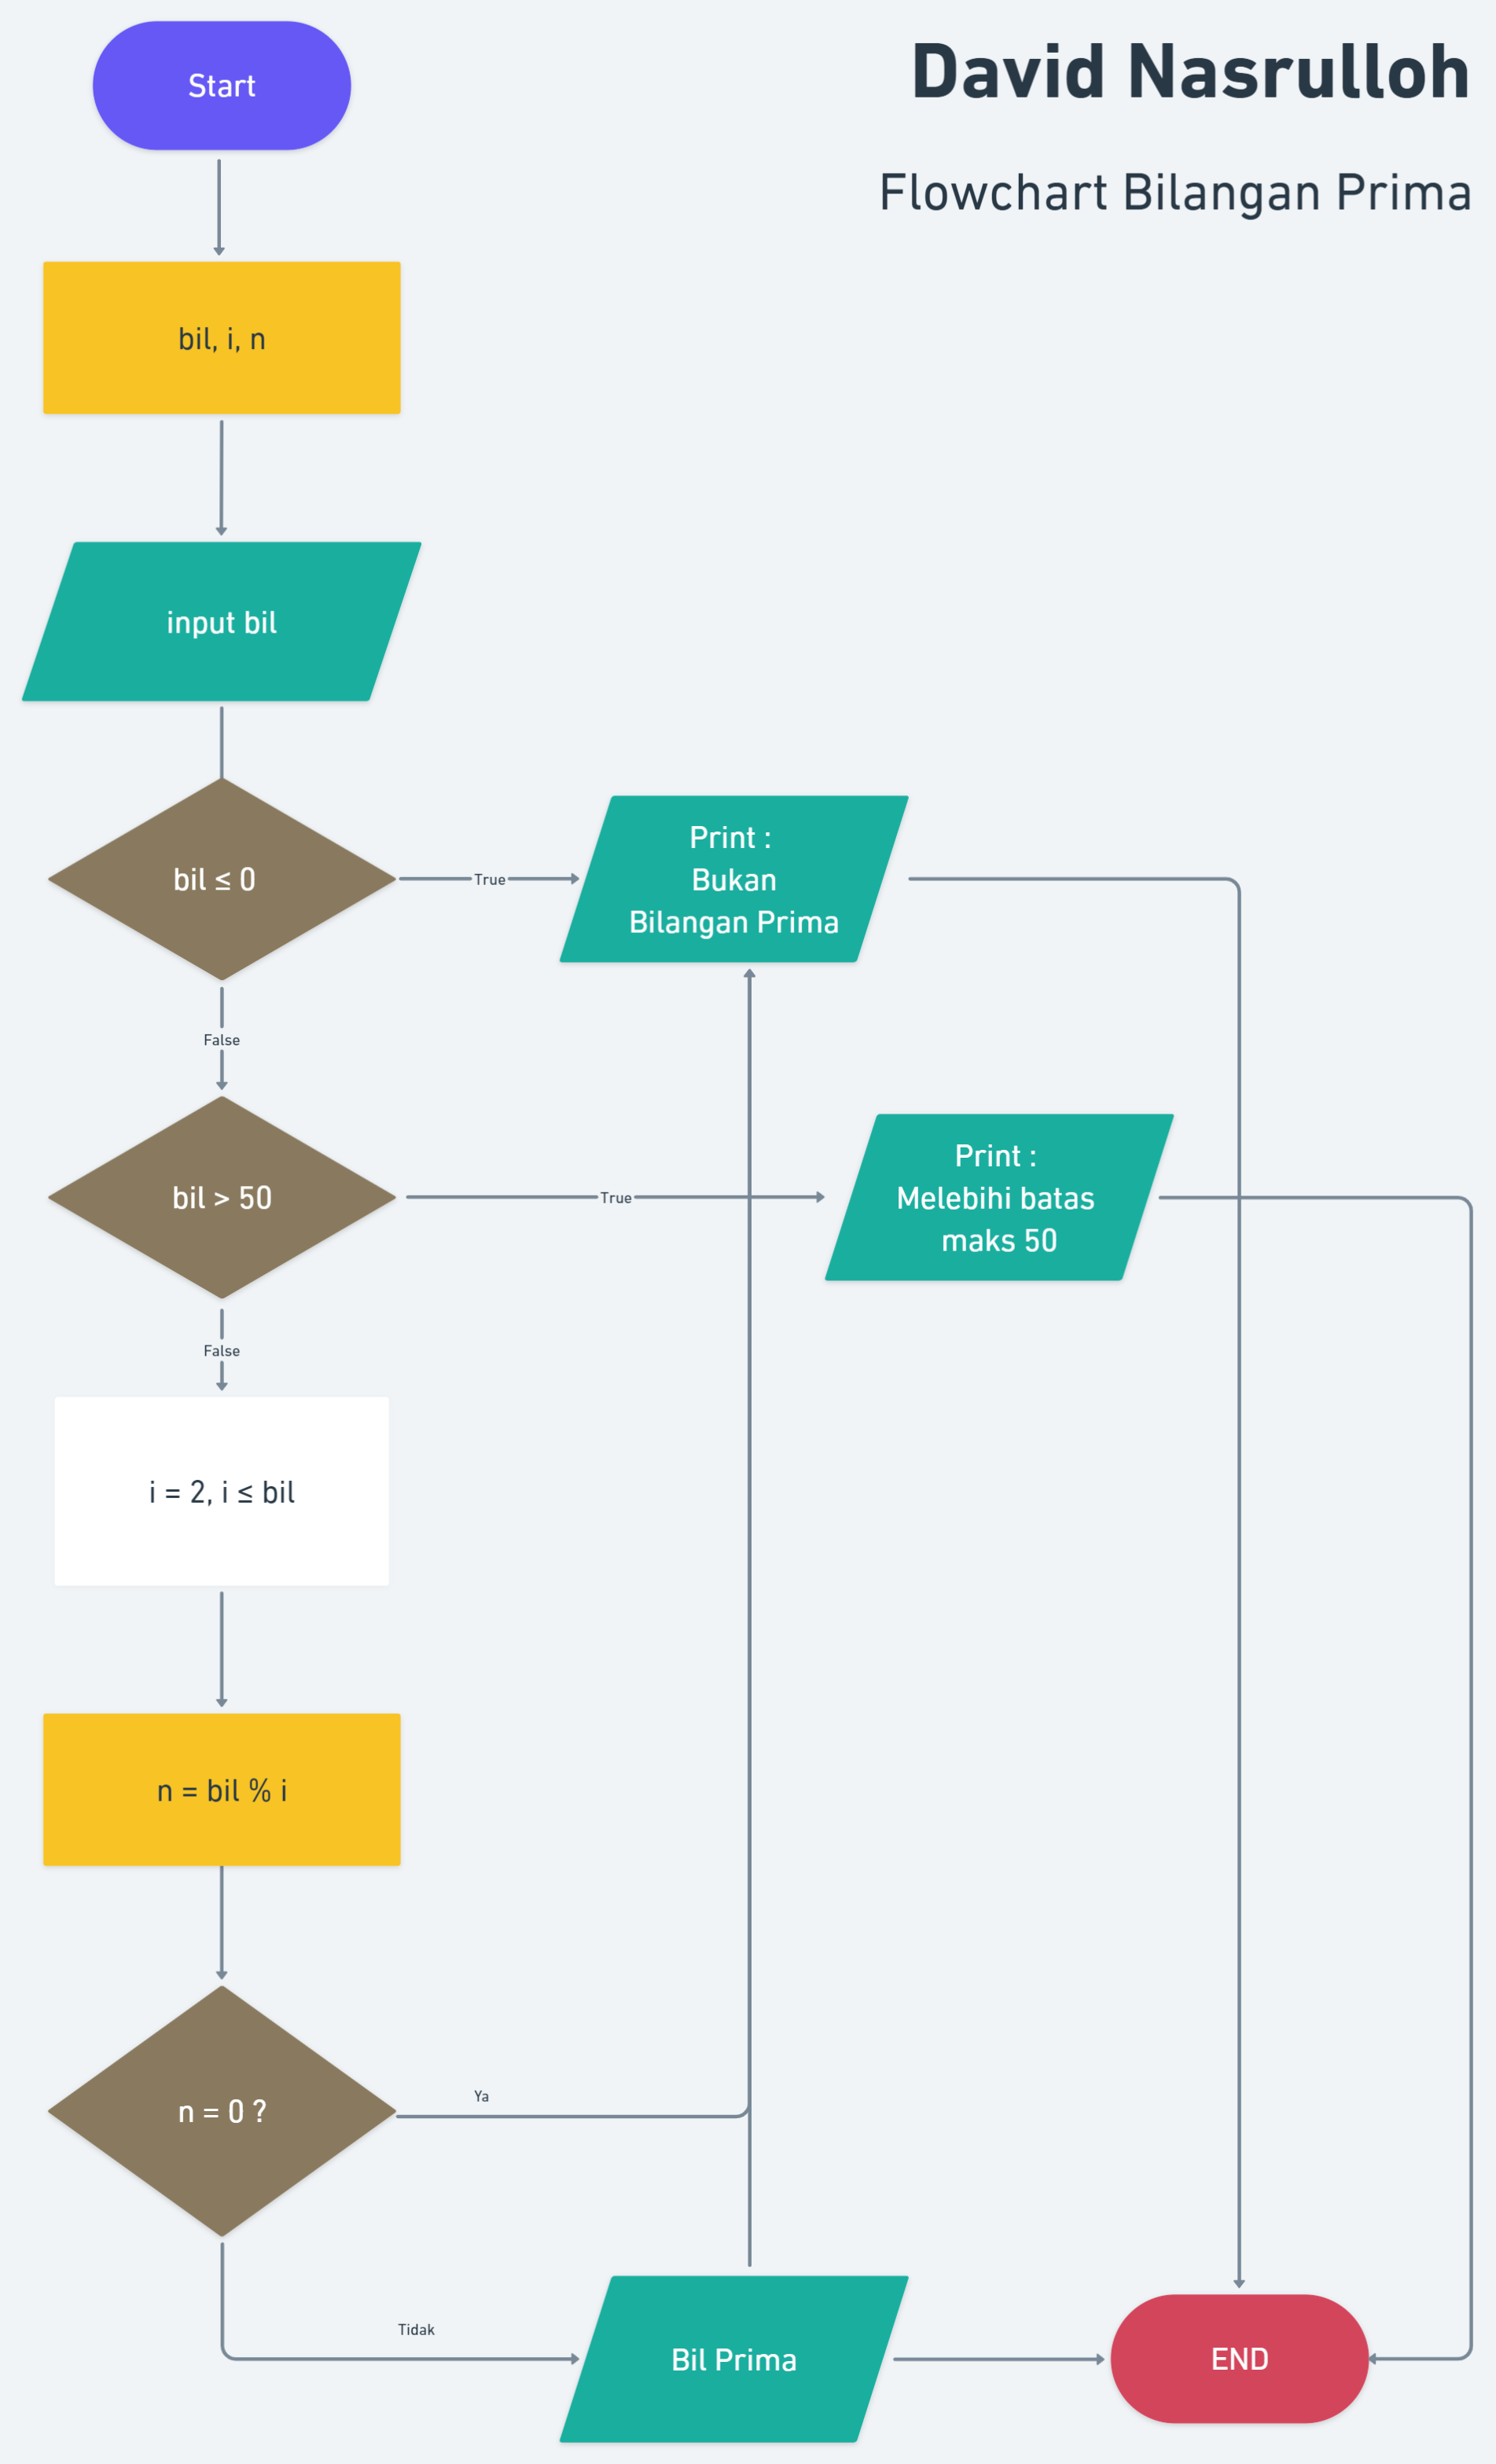 David Nasrulloh
Flowchart Bilangan Prima
Start
bil, i, n
input bil
bil ≤ 0
True
Print :
Bukan
Bilangan Prima
False
bil > 50
True
Print :
Melebihi batas
maks 50
False
i = 2, i ≤ bil
n = bil % i
n = 0 ?
Ya
Tidak
Bil Prima
END